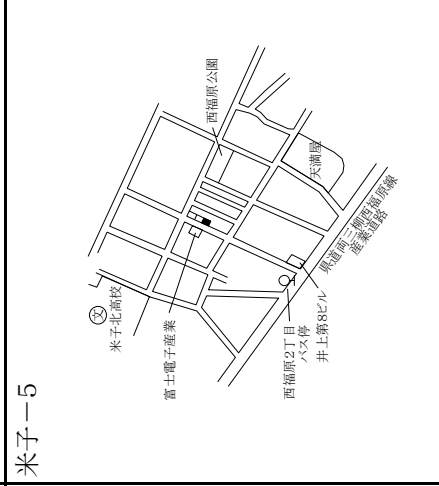 米子－5
㊫
米子北高校
富士電子産業
西福原公園
天満屋
県道両三柳西福原線
産業道路
西福原2丁目
バス停
井上第8ビル